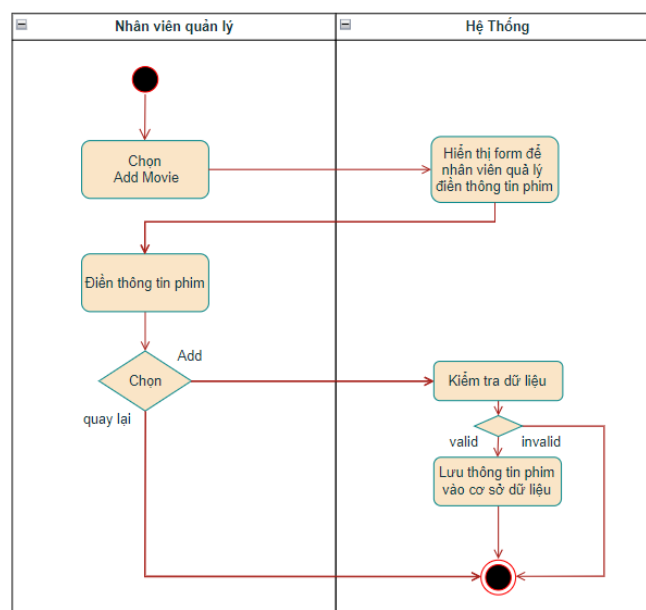 Nhân viên quản lý
Hệ Thống
Chọn
Add Movie
Hiển thị form để
nhân viên quả lý
điền thông tin phim
Điền thông tin phim
Chọn
Add
quay lại
Kiểm tra dữ liệu
valid
invalid
Lưu thông tin phim
vào cơ sở dữ liệu